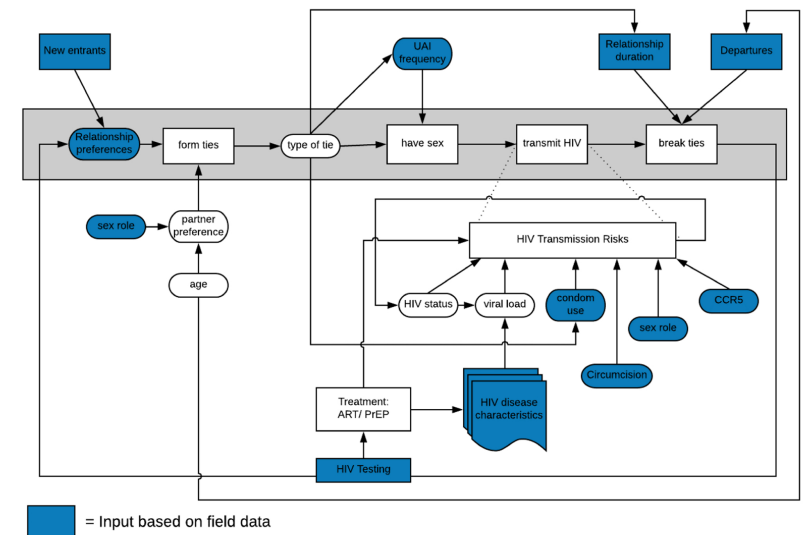 New entrants
UAI
frequency
Relationship
duration
Departures
Relationship
preferences
form ties
type of tie
have sex
transmit HIV
break ties
sex role
partner
preference
HIV Transmission Risks
age
HIV status
viral load
condom
use
CCR5
sex role
Circumcision
Treatment:
ART/ PrEP
HIV disease
characteristics
HIV Testing
= Input based on field data